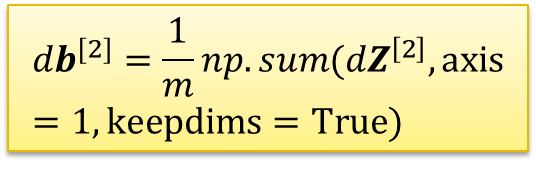 d𝒃^[2] = 1/m np.sum(d𝒁^[2], axis
= 1, keepdims = True)